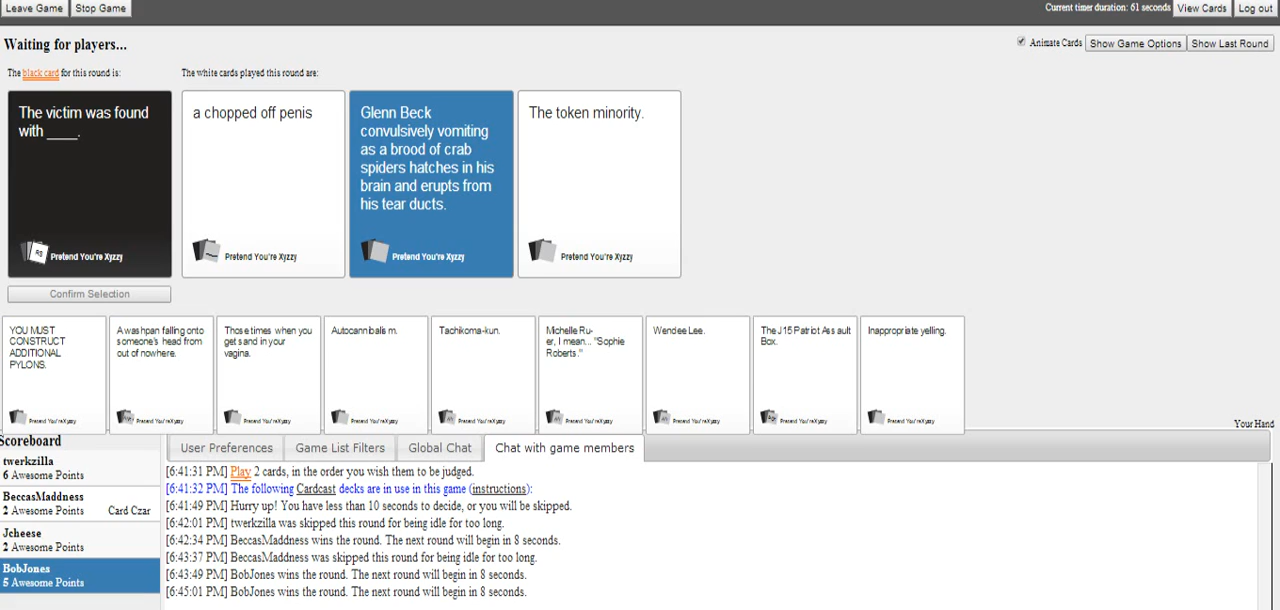 Leave Game Stop Game Current timer duration: 61 seconds View Cards Log out
Waiting for players... Animate Cards Show Game Options Show Last Round
The black card for this round is: The white cards played this round are:
The victim was found
with ____.
Pretend You're Xyzzy
a chopped off penis
Pretend You're Xyzzy
Glenn Beck
convulsively vomiting
as a brood of crab
spiders hatches in his
brain and erupts from
his tear ducts.
Pretend You're Xyzzy
The token minority.
Pretend You're Xyzzy
Confirm Selection
YOU MUST
CONSTRUCT
ADDITIONAL
PYLONS.
Pretend You're Xyzzy
A washpan falling onto
someone's head from
out of nowhere.
Pretend You're Xyzzy
Those times when you
get sand in your
vagina.
Pretend You're Xyzzy
Autocannibalism.
Pretend You're Xyzzy
Tachikoma-kun.
Pretend You're Xyzzy
Michelle Ru-
er, I mean... "Sophie
Roberts."
Pretend You're Xyzzy
Wendee Lee.
Pretend You're Xyzzy
The J15 Patriot Assault
Box.
Pretend You're Xyzzy
Inappropriate yelling.
Pretend You're Xyzzy
Your Hand
Scoreboard
twerkzilla
6 Awesome Points
BeccasMaddness
2 Awesome Points Card Czar
Jcheese
2 Awesome Points
BobJones
5 Awesome Points
User Preferences Game List Filters Global Chat Chat with game members
[6:41:31 PM] Play 2 cards, in the order you wish them to be judged.
[6:41:32 PM] The following Cardcast decks are in use in this game (instructions):
[6:41:49 PM] Hurry up! You have less than 10 seconds to decide, or you will be skipped.
[6:42:01 PM] twerkzilla was skipped this round for being idle for too long.
[6:42:34 PM] BeccasMaddness wins the round. The next round will begin in 8 seconds.
[6:43:37 PM] BeccasMaddness was skipped this round for being idle for too long.
[6:43:49 PM] BobJones wins the round. The next round will begin in 8 seconds.
[6:45:01 PM] BobJones wins the round. The next round will begin in 8 seconds.